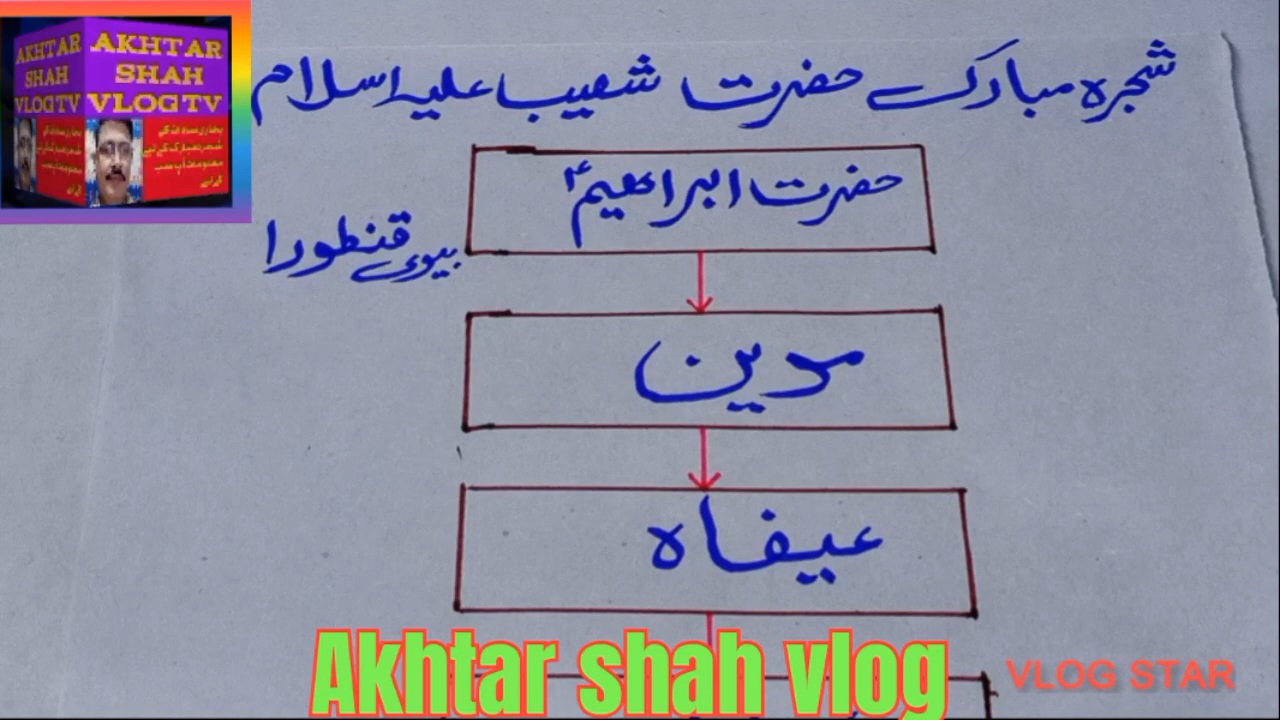 شجرہ مبارک حضرت شعیب علیہ اسلام
حضرت ابراھیمؑ
بیوی قنطورا
مدین
عیفاہ
AKHTAR
SHAH
VLOGTV
AKHTAR
SHAH
VLOGTV
Akhtar shah vlog
VLOG STAR